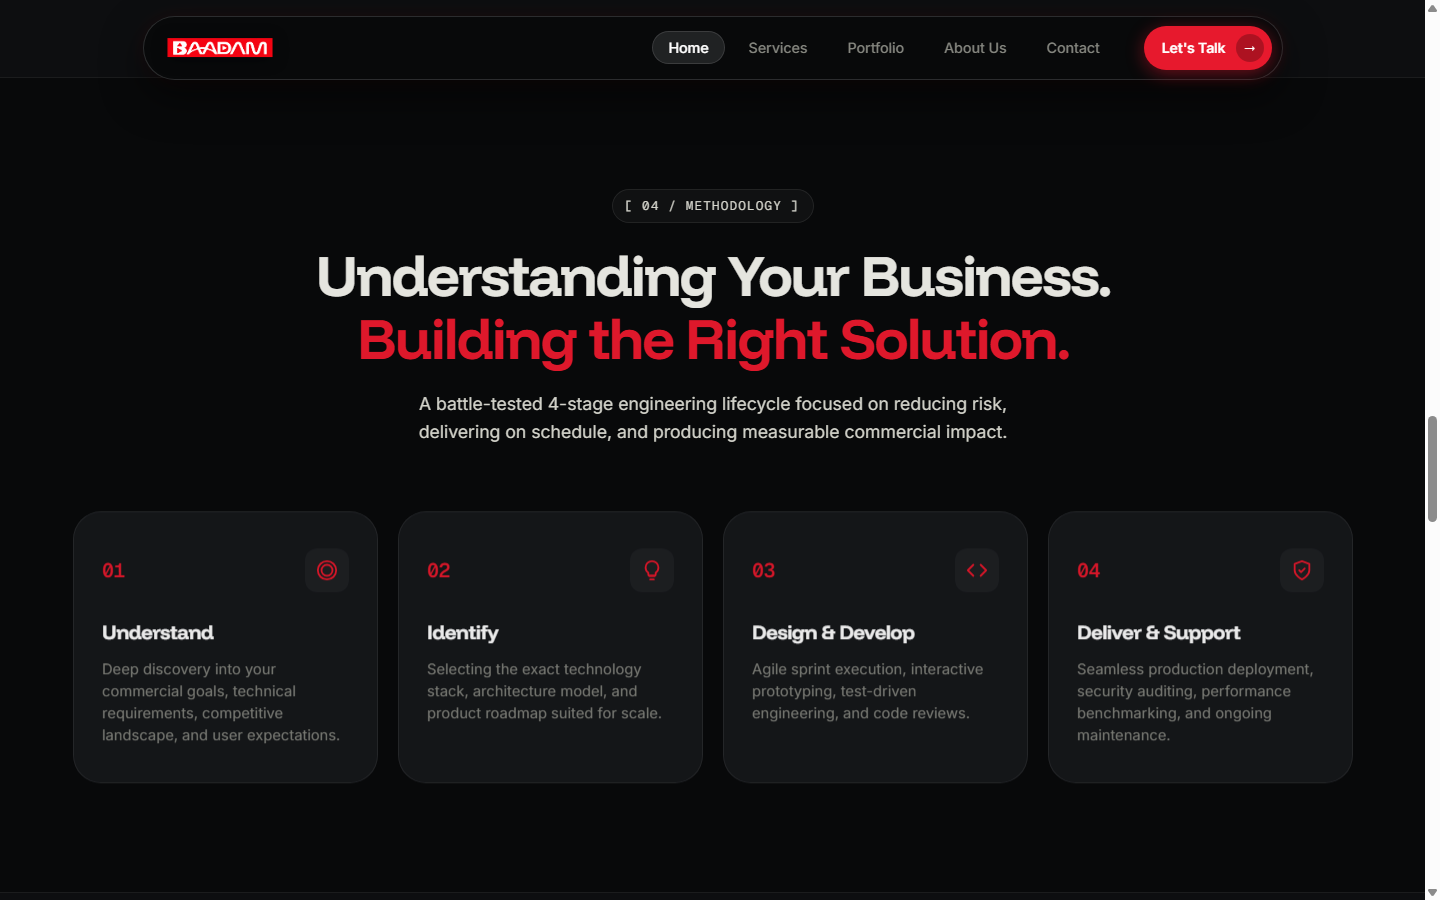 BAADAM
Home
Services
Portfolio
About Us
Contact
Let's Talk →
[ 04 / METHODOLOGY ]
Understanding Your Business.
Building the Right Solution.
A battle-tested 4-stage engineering lifecycle focused on reducing risk,
delivering on schedule, and producing measurable commercial impact.
01
Understand
Deep discovery into your
commercial goals, technical
requirements, competitive
landscape, and user expectations.
02
Identify
Selecting the exact technology
stack, architecture model, and
product roadmap suited for scale.
03
Design & Develop
Agile sprint execution, interactive
prototyping, test-driven
engineering, and code reviews.
04
Deliver & Support
Seamless production deployment,
security auditing, performance
benchmarking, and ongoing
maintenance.